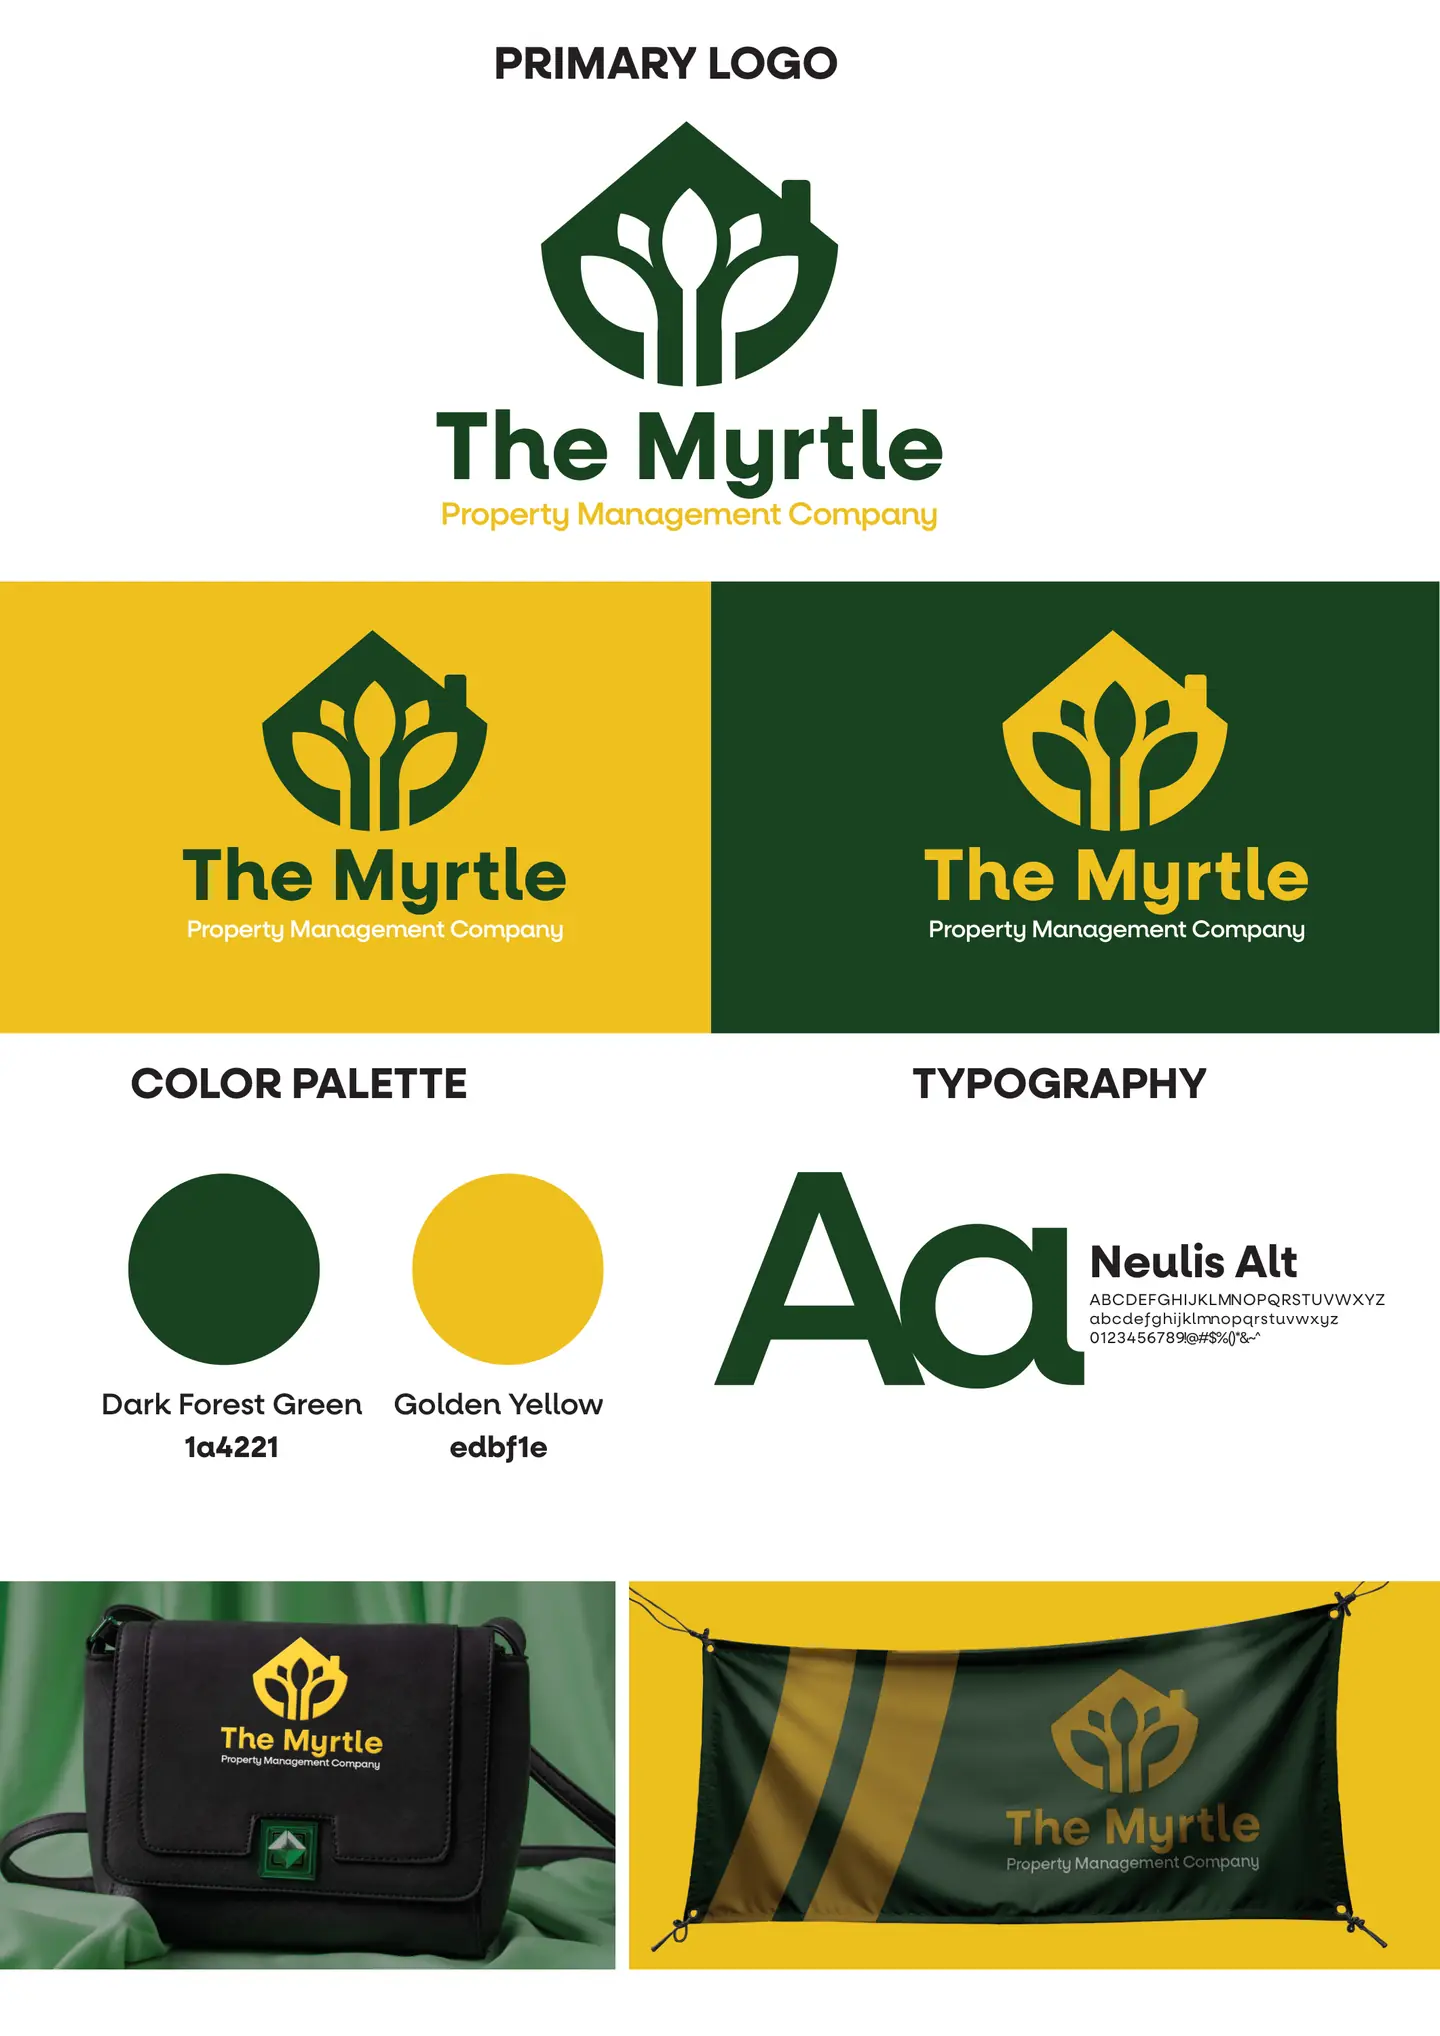 PRIMARY LOGO
The Myrtle
Property Management Company
The Myrtle
Property Management Company
The Myrtle
Property Management Company
COLOR PALETTE
TYPOGRAPHY
Aa
Neulis Alt
ABCDEFGHIJKLMNOPQRSTUVWXYZ
abcdefghijklmnopqrstuvwxyz
0123456789!@#$%()*&~^
Dark Forest Green
1a4221
Golden Yellow
edbf1e
The Myrtle
Property Management Company
The Myrtle
Property Management Company